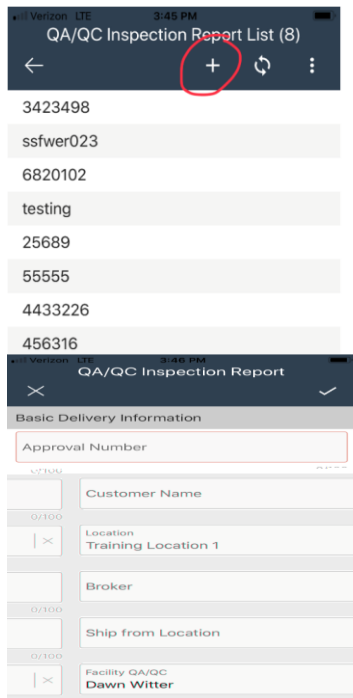 Verizon LTE 3:45 PM
QA/QC Inspection Report List (8)
3423498
ssfwer023
6820102
testing
25689
55555
4433226
456316
Verizon LTE 3:46 PM
QA/QC Inspection Report
Basic Delivery Information
Approval Number
0/100
Customer Name
0/100
Location
Training Location 1
Broker
0/100
Ship from Location
0/100
Facility QA/QC
Dawn Witter